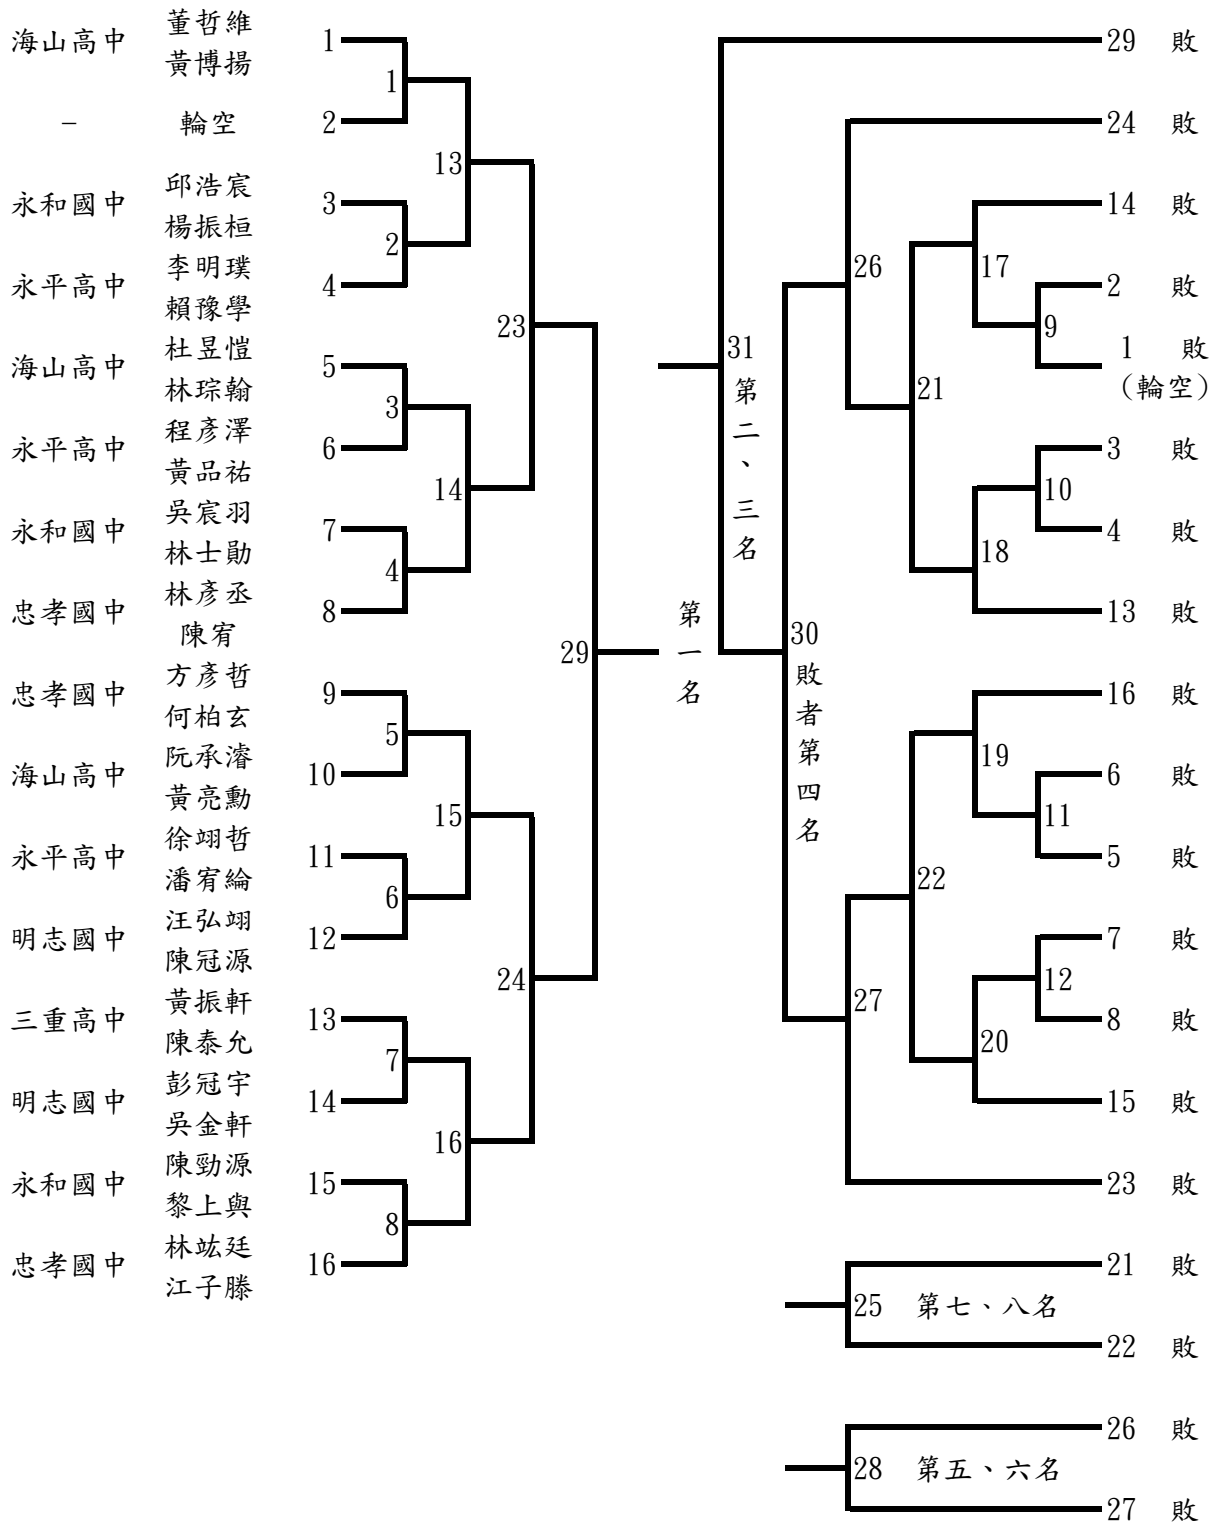 海山高中
董哲維
黃博揚
1
-
輪空
2
永和國中
邱浩宸
楊振桓
3
永平高中
李明璞
賴豫學
4
海山高中
杜昱愷
林琮翰
5
永平高中
程彥澤
黃品祐
6
永和國中
吳宸羽
林士勛
7
忠孝國中
林彥丞
陳宥
8
忠孝國中
方彥哲
何柏玄
9
海山高中
阮承濬
黃亮勳
10
永平高中
徐翊哲
潘宥綸
11
明志國中
汪弘翊
陳冠源
12
三重高中
黃振軒
陳泰允
13
明志國中
彭冠宇
吳金軒
14
永和國中
陳勁源
黎上與
15
忠孝國中
林竑廷
江子滕
16
1
2
3
4
5
6
7
8
13
14
15
16
23
24
29
第一名
31
第二、三名
30
敗者第四名
26
27
21
22
17
18
19
20
9
10
11
12
29 敗
24 敗
14 敗
2 敗
1 敗
(輪空)
3 敗
4 敗
13 敗
16 敗
6 敗
5 敗
7 敗
8 敗
15 敗
23 敗
21 敗
25 第七、八名
22 敗
26 敗
28 第五、六名
27 敗